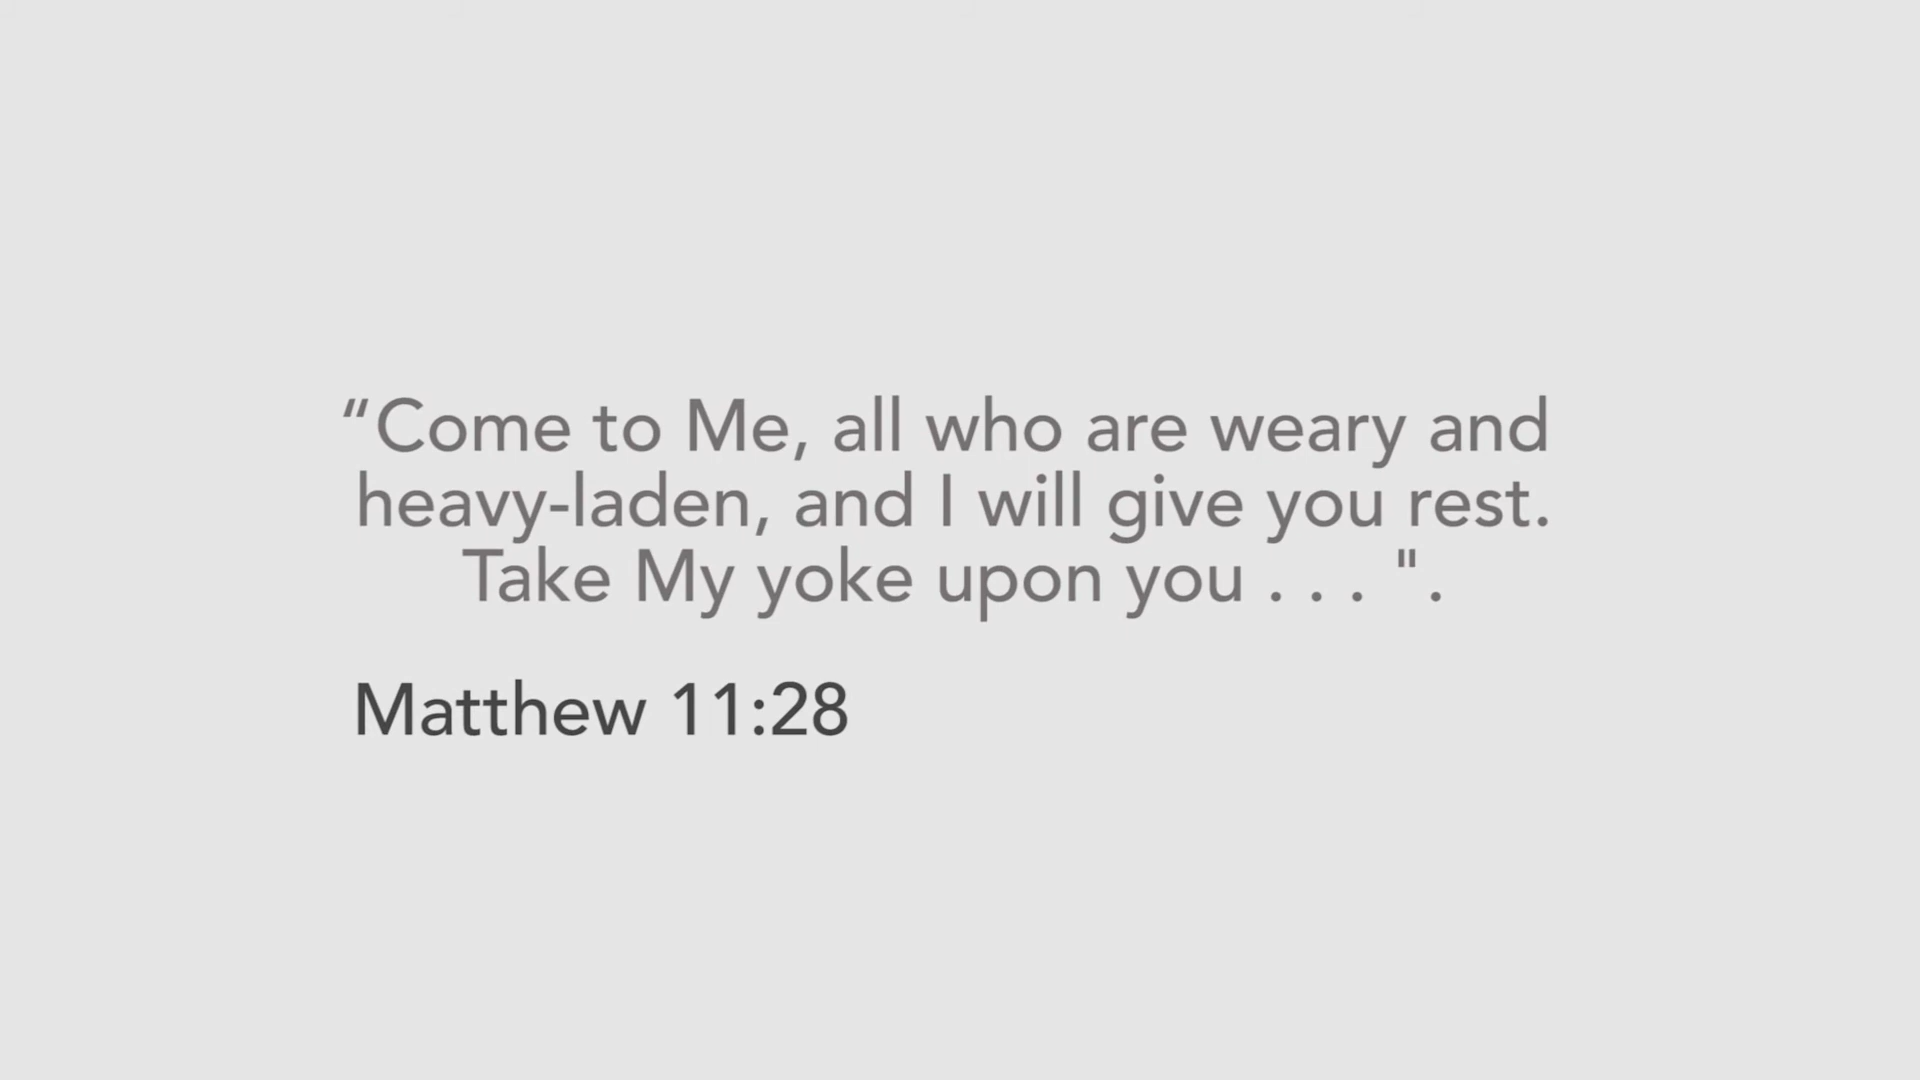 “Come to Me, all who are weary and
heavy-laden, and I will give you rest.
Take My yoke upon you . . . ".
Matthew 11:28